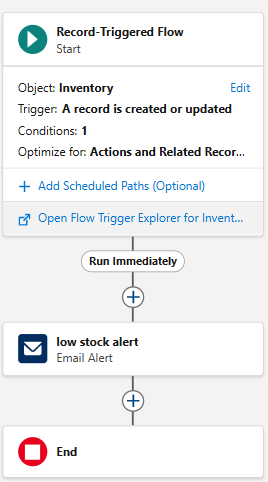 Record-Triggered Flow
Start
Object: Inventory Edit
Trigger: A record is created or updated
Conditions: 1
Optimize for: Actions and Related Recor...
+ Add Scheduled Paths (Optional)
Open Flow Trigger Explorer for Invent...
Run Immediately
low stock alert
Email Alert
End